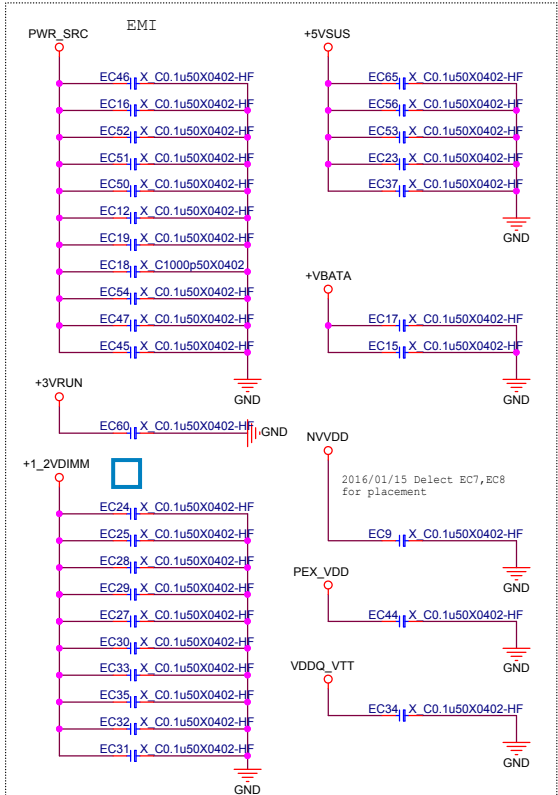 EMI
PWR_SRC
EC46 X_C0.1u50X0402-HF
EC16 X_C0.1u50X0402-HF
EC52 X_C0.1u50X0402-HF
EC51 X_C0.1u50X0402-HF
EC50 X_C0.1u50X0402-HF
EC12 X_C0.1u50X0402-HF
EC19 X_C0.1u50X0402-HF
EC18 X_C1000p50X0402
EC54 X_C0.1u50X0402-HF
EC47 X_C0.1u50X0402-HF
EC45 X_C0.1u50X0402-HF
GND
+3VRUN
EC60 X_C0.1u50X0402-HF
GND
+1_2VDIMM
EC24 X_C0.1u50X0402-HF
EC25 X_C0.1u50X0402-HF
EC28 X_C0.1u50X0402-HF
EC29 X_C0.1u50X0402-HF
EC27 X_C0.1u50X0402-HF
EC30 X_C0.1u50X0402-HF
EC33 X_C0.1u50X0402-HF
EC35 X_C0.1u50X0402-HF
EC32 X_C0.1u50X0402-HF
EC31 X_C0.1u50X0402-HF
GND
+5VSUS
EC65 X_C0.1u50X0402-HF
EC56 X_C0.1u50X0402-HF
EC53 X_C0.1u50X0402-HF
EC23 X_C0.1u50X0402-HF
EC37 X_C0.1u50X0402-HF
GND
+VBATA
EC17 X_C0.1u50X0402-HF
EC15 X_C0.1u50X0402-HF
GND
NVVDD
2016/01/15 Delect EC7,EC8
for placement
EC9 X_C0.1u50X0402-HF
GND
PEX_VDD
EC44 X_C0.1u50X0402-HF
GND
VDDQ_VTT
EC34 X_C0.1u50X0402-HF
GND